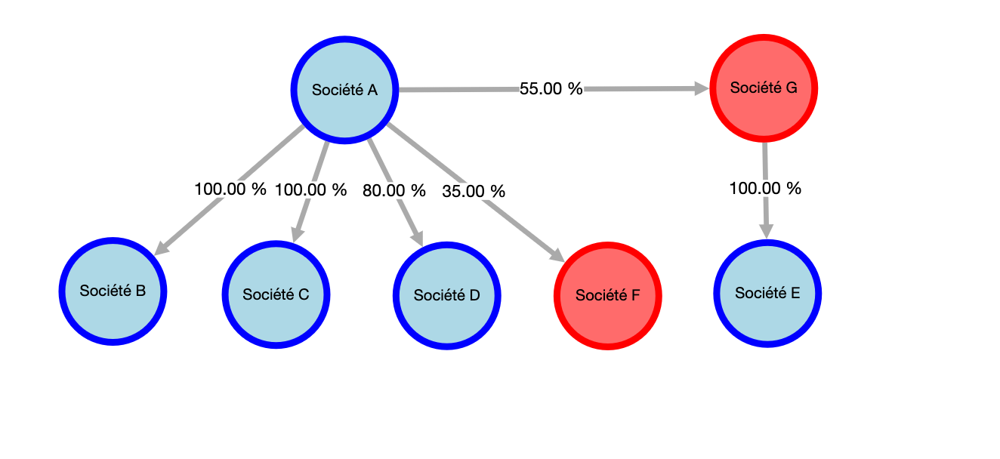 Société A
55.00 %
Société G
100.00 %
100.00 %
80.00 %
35.00 %
100.00 %
Société B
Société C
Société D
Société F
Société E